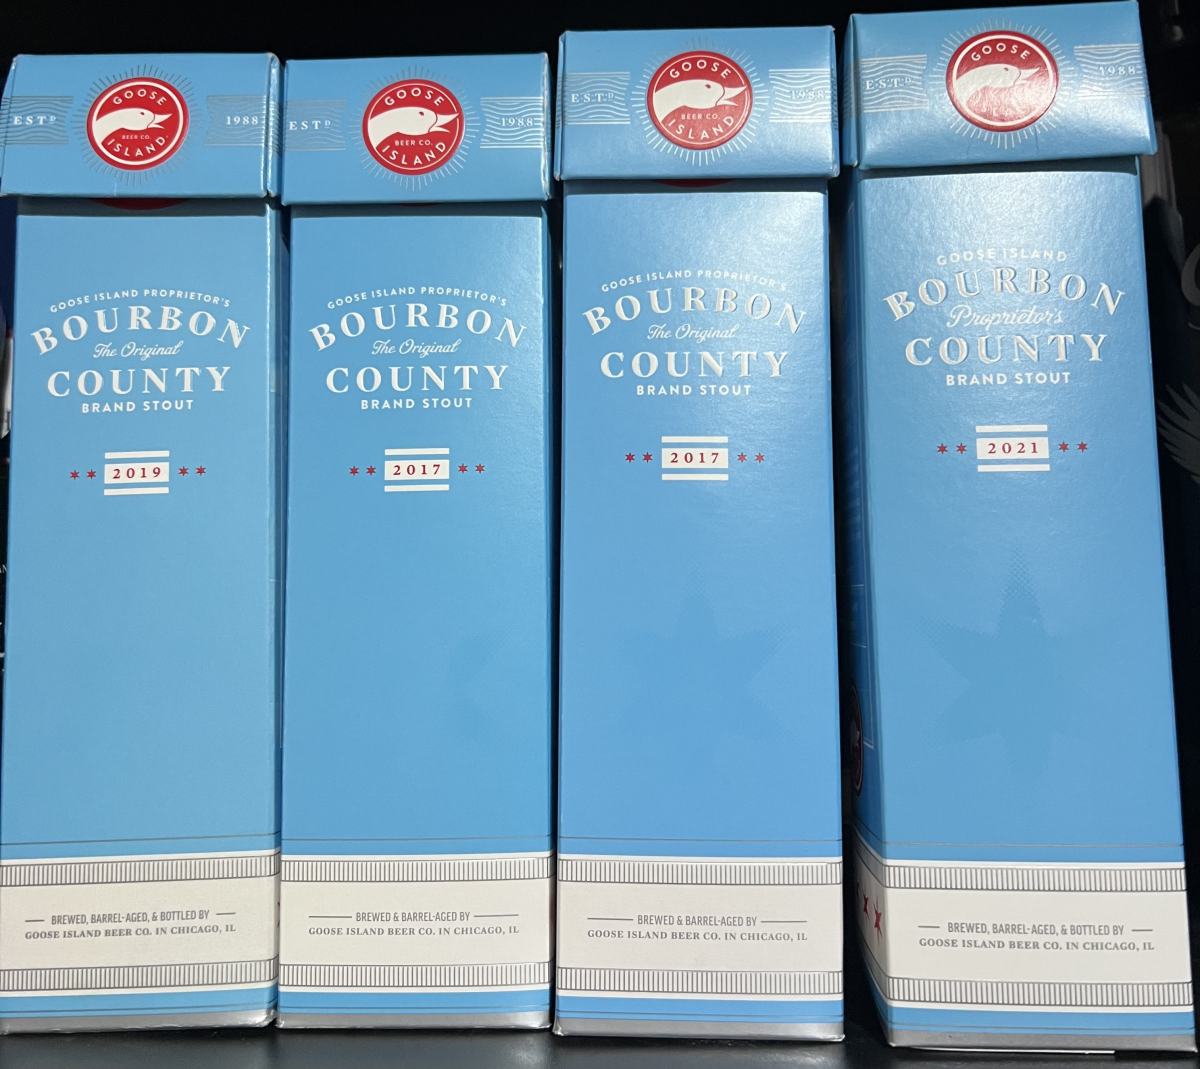 GOOSE
BEER CO.
ISLAND
ESTD
1988
GOOSE ISLAND PROPRIETOR'S
BOURBON
The Original
COUNTY
BRAND STOUT
2019
BREWED, BARREL-AGED, & BOTTLED BY
GOOSE ISLAND BEER CO. IN CHICAGO, IL
GOOSE
BEER CO.
ISLAND
ESTD
1988
GOOSE ISLAND PROPRIETOR'S
BOURBON
The Original
COUNTY
BRAND STOUT
2017
BREWED & BARREL-AGED BY
GOOSE ISLAND BEER CO. IN CHICAGO, IL
GOOSE
BEER CO.
ISLAND
ESTD
1988
GOOSE ISLAND PROPRIETOR'S
BOURBON
The Original
COUNTY
BRAND STOUT
2017
BREWED & BARREL-AGED BY
GOOSE ISLAND BEER CO. IN CHICAGO, IL
GOOSE
ISLAND
ESTD
1988
GOOSE ISLAND
BOURBON
Proprietor's
COUNTY
BRAND STOUT
2021
BREWED, BARREL-AGED, & BOTTLED BY
GOOSE ISLAND BEER CO. IN CHICAGO, IL